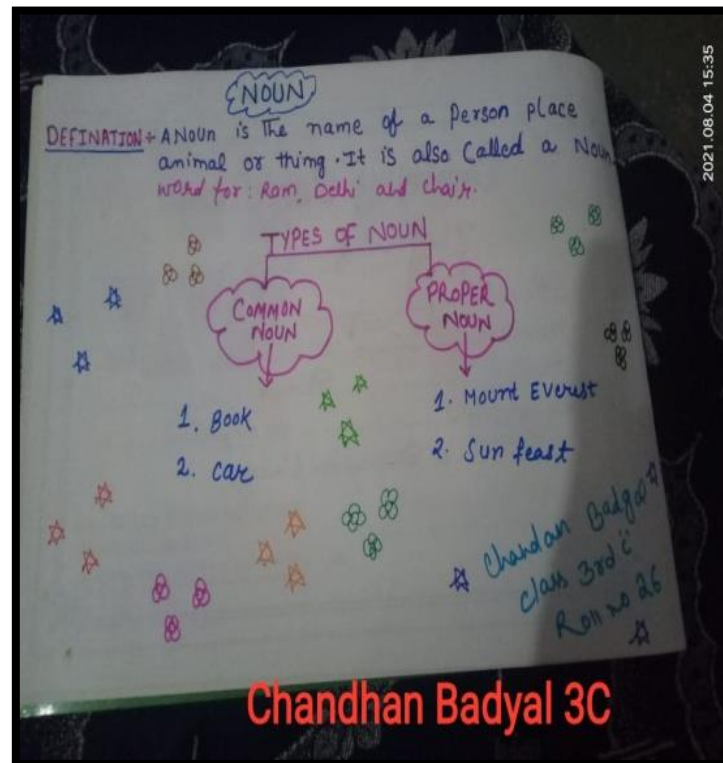 NOUN
DEFINATION÷ A NOUn is The name of a Person place
animal or thing. It is also Called a Noun
word for: Ram, Delhi and Chair.
TYPES OF NOUN
COMMON
NOUN
PROPER
NOUN
1. Book
2. Car
1. Mount EVerest
2. Sun feast
Chandan Badyal
Class 3rd 'c'
Roll no 26
Chandhan Badyal 3C
2021.08.04 15:35